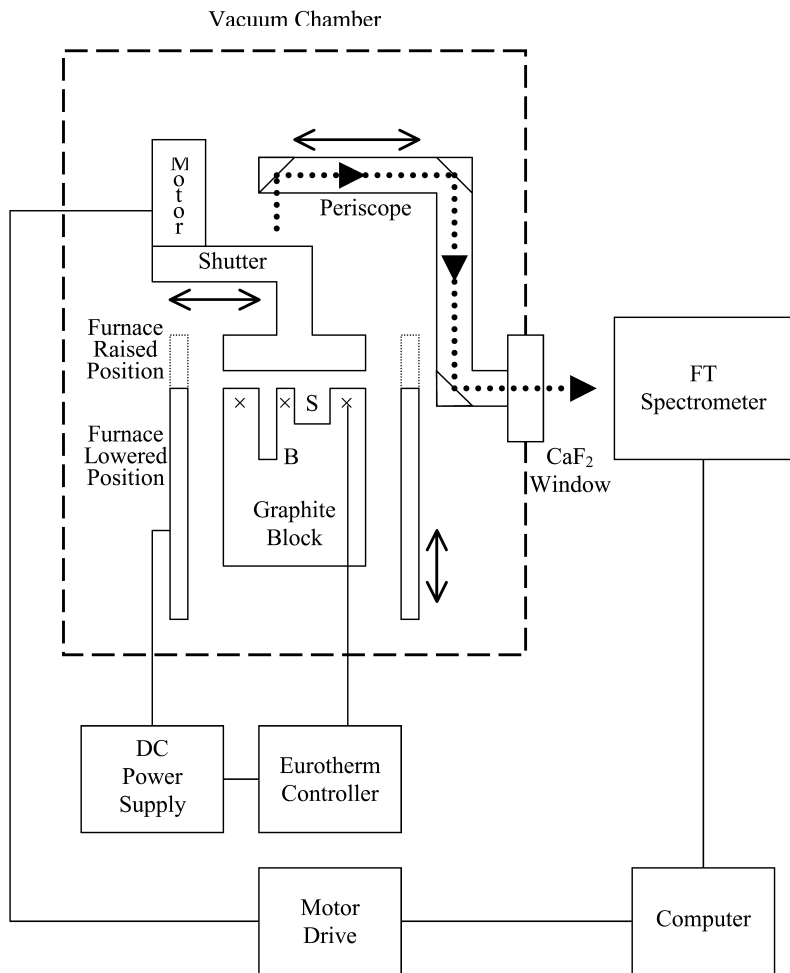 Vacuum Chamber
Motor
Periscope
Shutter
Furnace
Raised
Position
FT
Spectrometer
S
Furnace
Lowered
Position
B
CaF₂
Window
Graphite
Block
DC
Power
Supply
Eurotherm
Controller
Motor
Drive
Computer